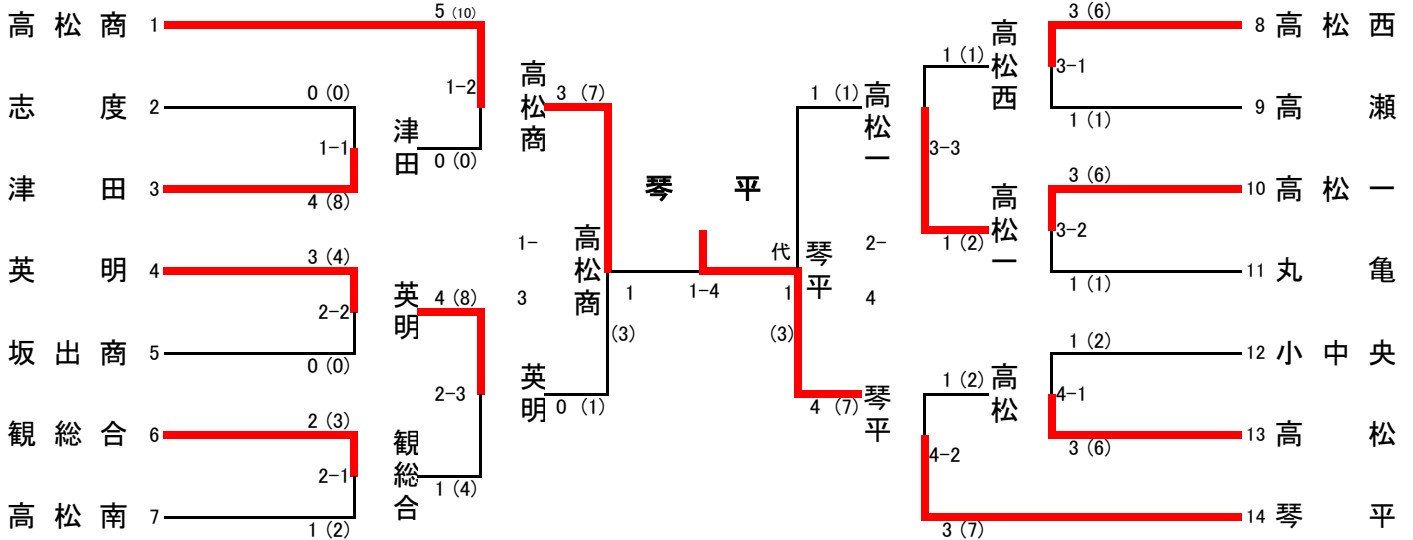 高松商 1
5 (10)
1-2
志度 2
0 (0)
1-1
津田 3
4 (8)
津田
0 (0)
英明 4
3 (4)
2-2
坂出商 5
0 (0)
英明
4 (8)
2-3
観総合 6
2 (3)
2-1
高松南 7
1 (2)
観総合
1 (4)
高松商
3 (7)
1-
3
英明
0 (1)
高松商
1
(3)
琴平
1-4
代
琴平
1
(3)
高松一
1 (1)
2-
4
琴平
4 (7)
高松西
1 (1)
3-3
高松一
1 (2)
高松
1 (2)
4-2
3 (7)
3 (6)
8 高松西
3-1
9 高瀬
1 (1)
3 (6)
10 高松一
3-2
11 丸亀
1 (1)
1 (2)
12 小中央
4-1
13 高松
3 (6)
14 琴平